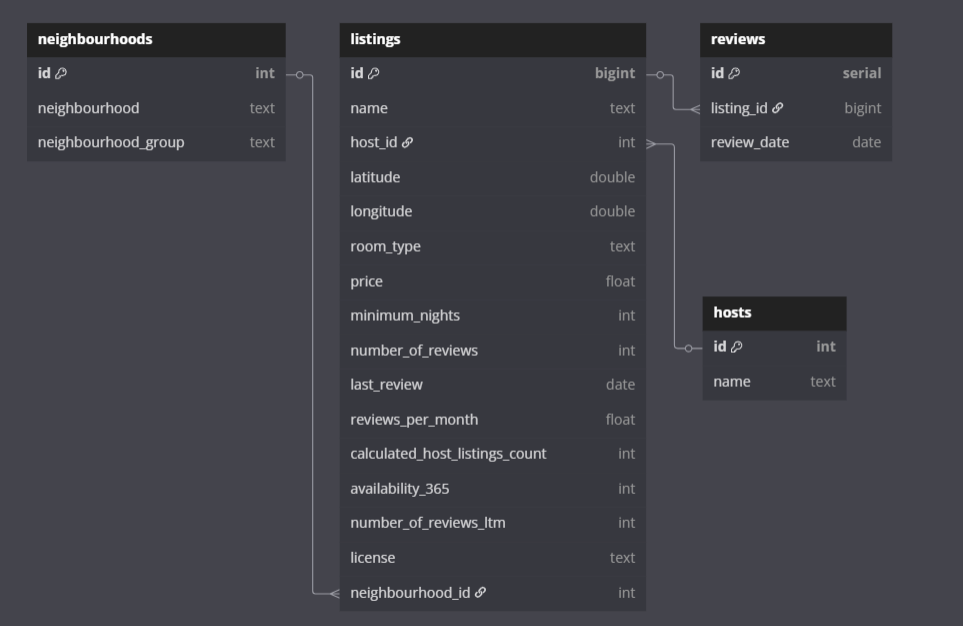 neighbourhoods
id int
neighbourhood text
neighbourhood_group text
listings
id bigint
name text
host_id int
latitude double
longitude double
room_type text
price float
minimum_nights int
number_of_reviews int
last_review date
reviews_per_month float
calculated_host_listings_count int
availability_365 int
number_of_reviews_ltm int
license text
neighbourhood_id int
reviews
id serial
listing_id bigint
review_date date
hosts
id int
name text